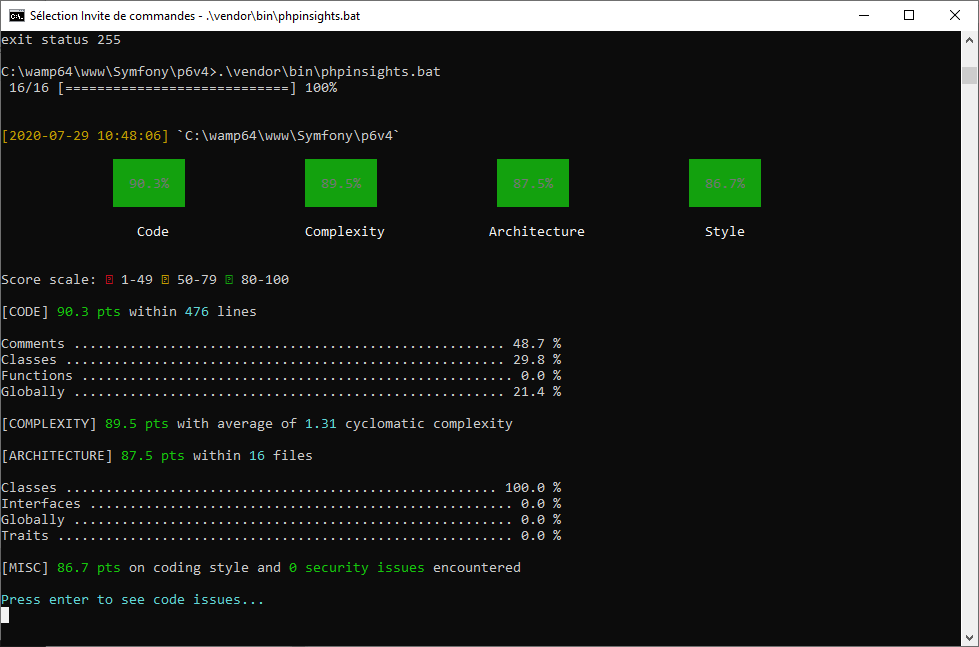 Sélection Invite de commandes - .\vendor\bin\phpinsights.bat
exit status 255
C:\wamp64\www\Symfony\p6v4>.\vendor\bin\phpinsights.bat
16/16 [============================] 100%
[2020-07-29 10:48:06] `C:\wamp64\www\Symfony\p6v4`
90.3% 89.5% 87.5% 86.7%
Code Complexity Architecture Style
Score scale: 1-49 50-79 80-100
[CODE] 90.3 pts within 476 lines
Comments ...................................................... 48.7 %
Classes ....................................................... 29.8 %
Functions ...................................................... 0.0 %
Globally ...................................................... 21.4 %
[COMPLEXITY] 89.5 pts with average of 1.31 cyclomatic complexity
[ARCHITECTURE] 87.5 pts within 16 files
Classes ...................................................... 100.0 %
Interfaces ..................................................... 0.0 %
Globally ....................................................... 0.0 %
Traits ......................................................... 0.0 %
[MISC] 86.7 pts on coding style and 0 security issues encountered
Press enter to see code issues...